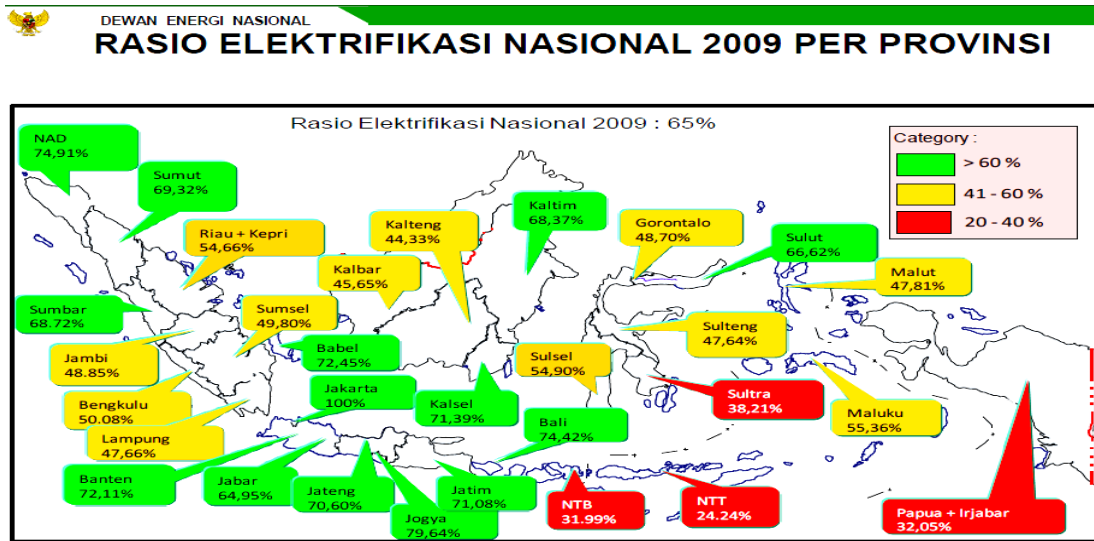 DEWAN ENERGI NASIONAL
RASIO ELEKTRIFIKASI NASIONAL 2009 PER PROVINSI
Rasio Elektrifikasi Nasional 2009 : 65%
Category :
> 60 %
41 - 60 %
20 - 40 %
NAD
74,91%
Sumut
69,32%
Riau + Kepri
54,66%
Kalteng
44,33%
Kaltim
68,37%
Gorontalo
48,70%
Sulut
66,62%
Kalbar
45,65%
Malut
47,81%
Sumbar
68.72%
Sumsel
49,80%
Sulteng
47,64%
Jambi
48.85%
Babel
72,45%
Sulsel
54,90%
Jakarta
100%
Kalsel
71,39%
Sultra
38,21%
Bengkulu
50.08%
Bali
74,42%
Maluku
55,36%
Lampung
47,66%
Banten
72,11%
Jabar
64,95%
Jateng
70,60%
Jogya
79,64%
Jatim
71,08%
NTB
31.99%
NTT
24.24%
Papua + Irjabar
32,05%